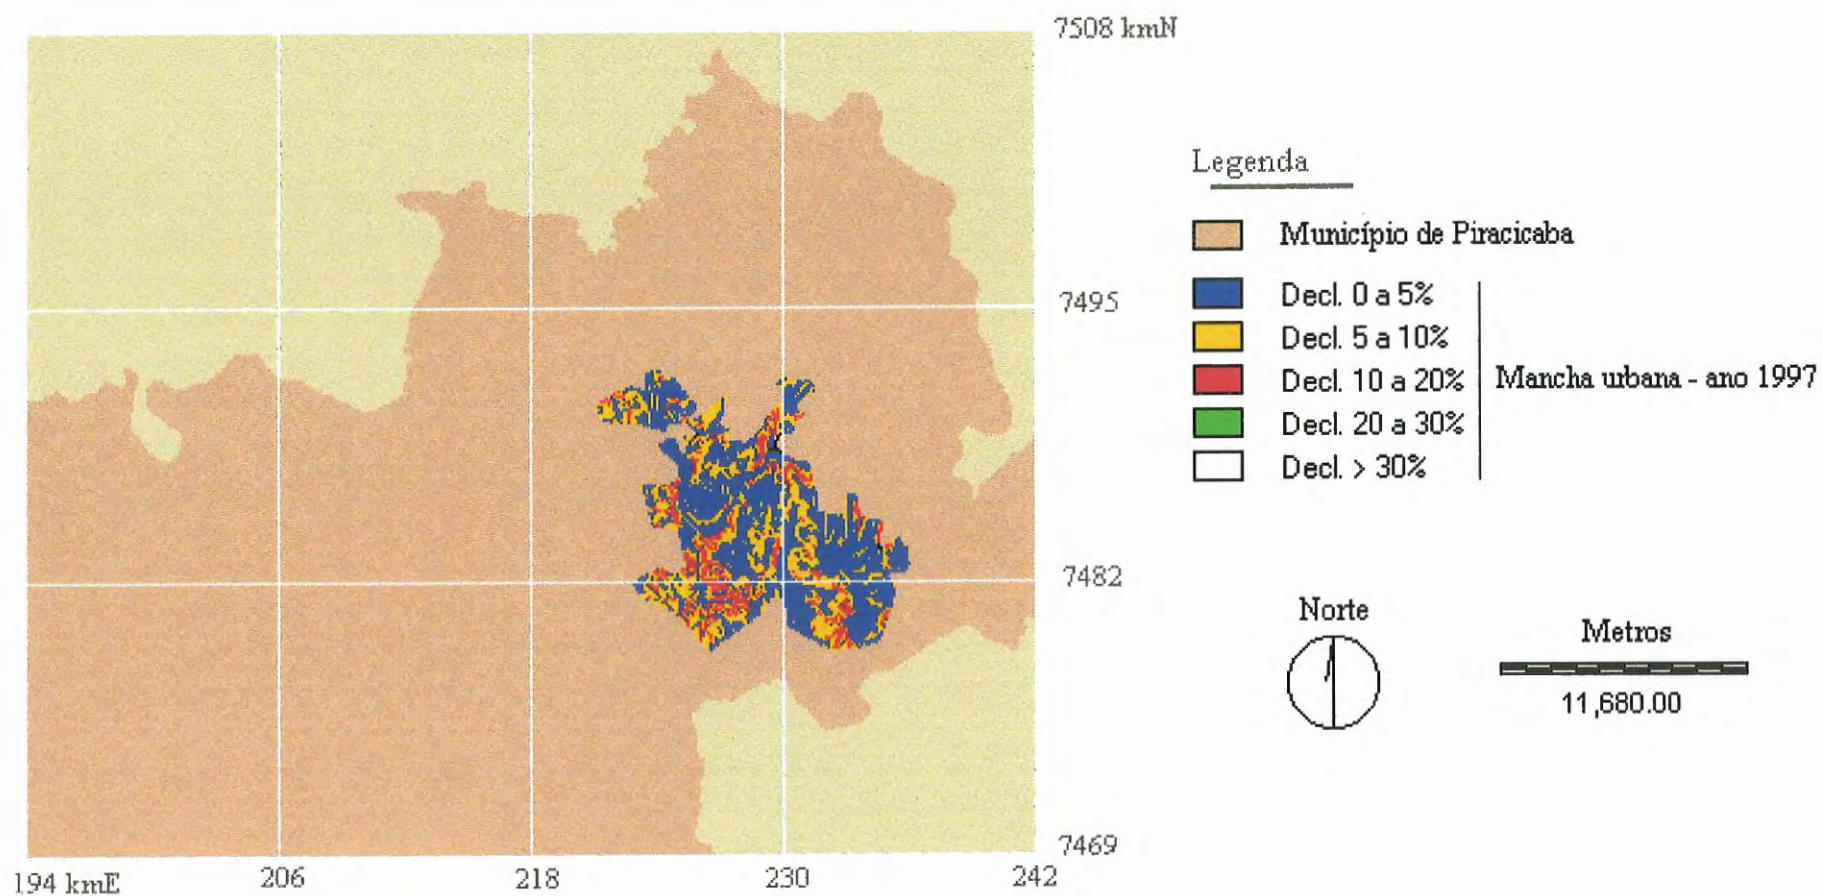 7508 kmN
7495
7482
7469
194 kmE
206
218
230
242
Legenda
Município de Piracicaba
Decl. 0 a 5%
Decl. 5 a 10%
Decl. 10 a 20%
Decl. 20 a 30%
Decl. > 30%
Mancha urbana - ano 1997
Norte
Metros
11,680.00